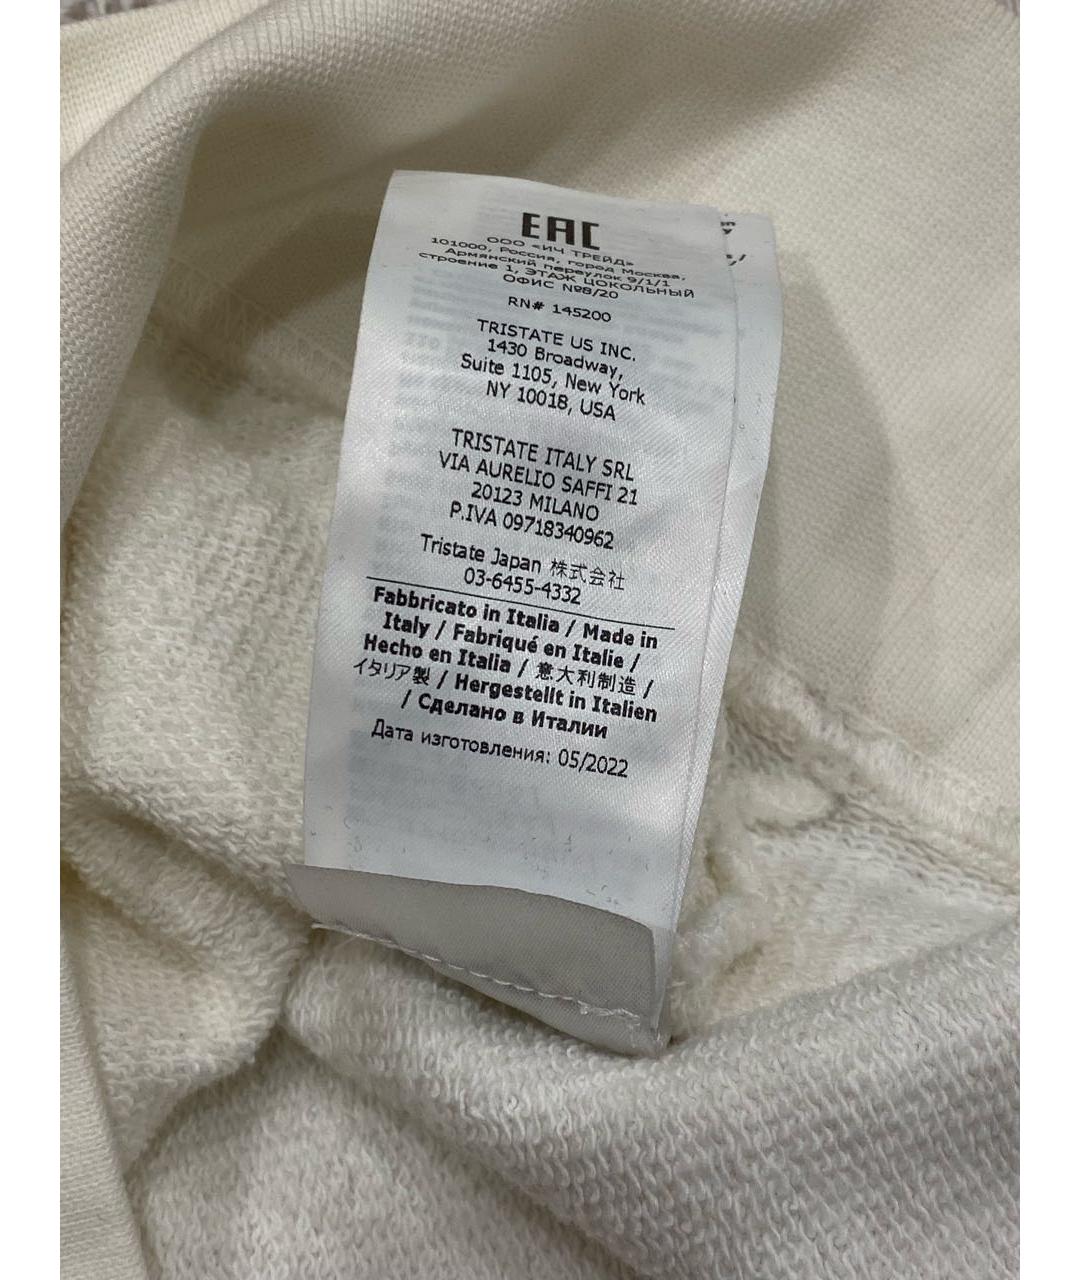 EAC
ООО «ИЧ ТРЕЙД»
101000, Россия, город Москва,
Армянский переулок 9/1/1
строение 1, ЭТАЖ ЦОКОЛЬНЫЙ
ОФИС №8/20
RN# 145200
TRISTATE US INC.
1430 Broadway,
Suite 1105, New York
NY 10018, USA
TRISTATE ITALY SRL
VIA AURELIO SAFFI 21
20123 MILANO
P.IVA 09718340962
Tristate Japan 株式会社
03-6455-4332
Fabbricato in Italia / Made in
Italy / Fabriqué en Italie /
Hecho en Italia / 意大利制造 /
イタリア製 / Hergestellt in Italien
/ Сделано в Италии
Дата изготовления: 05/2022